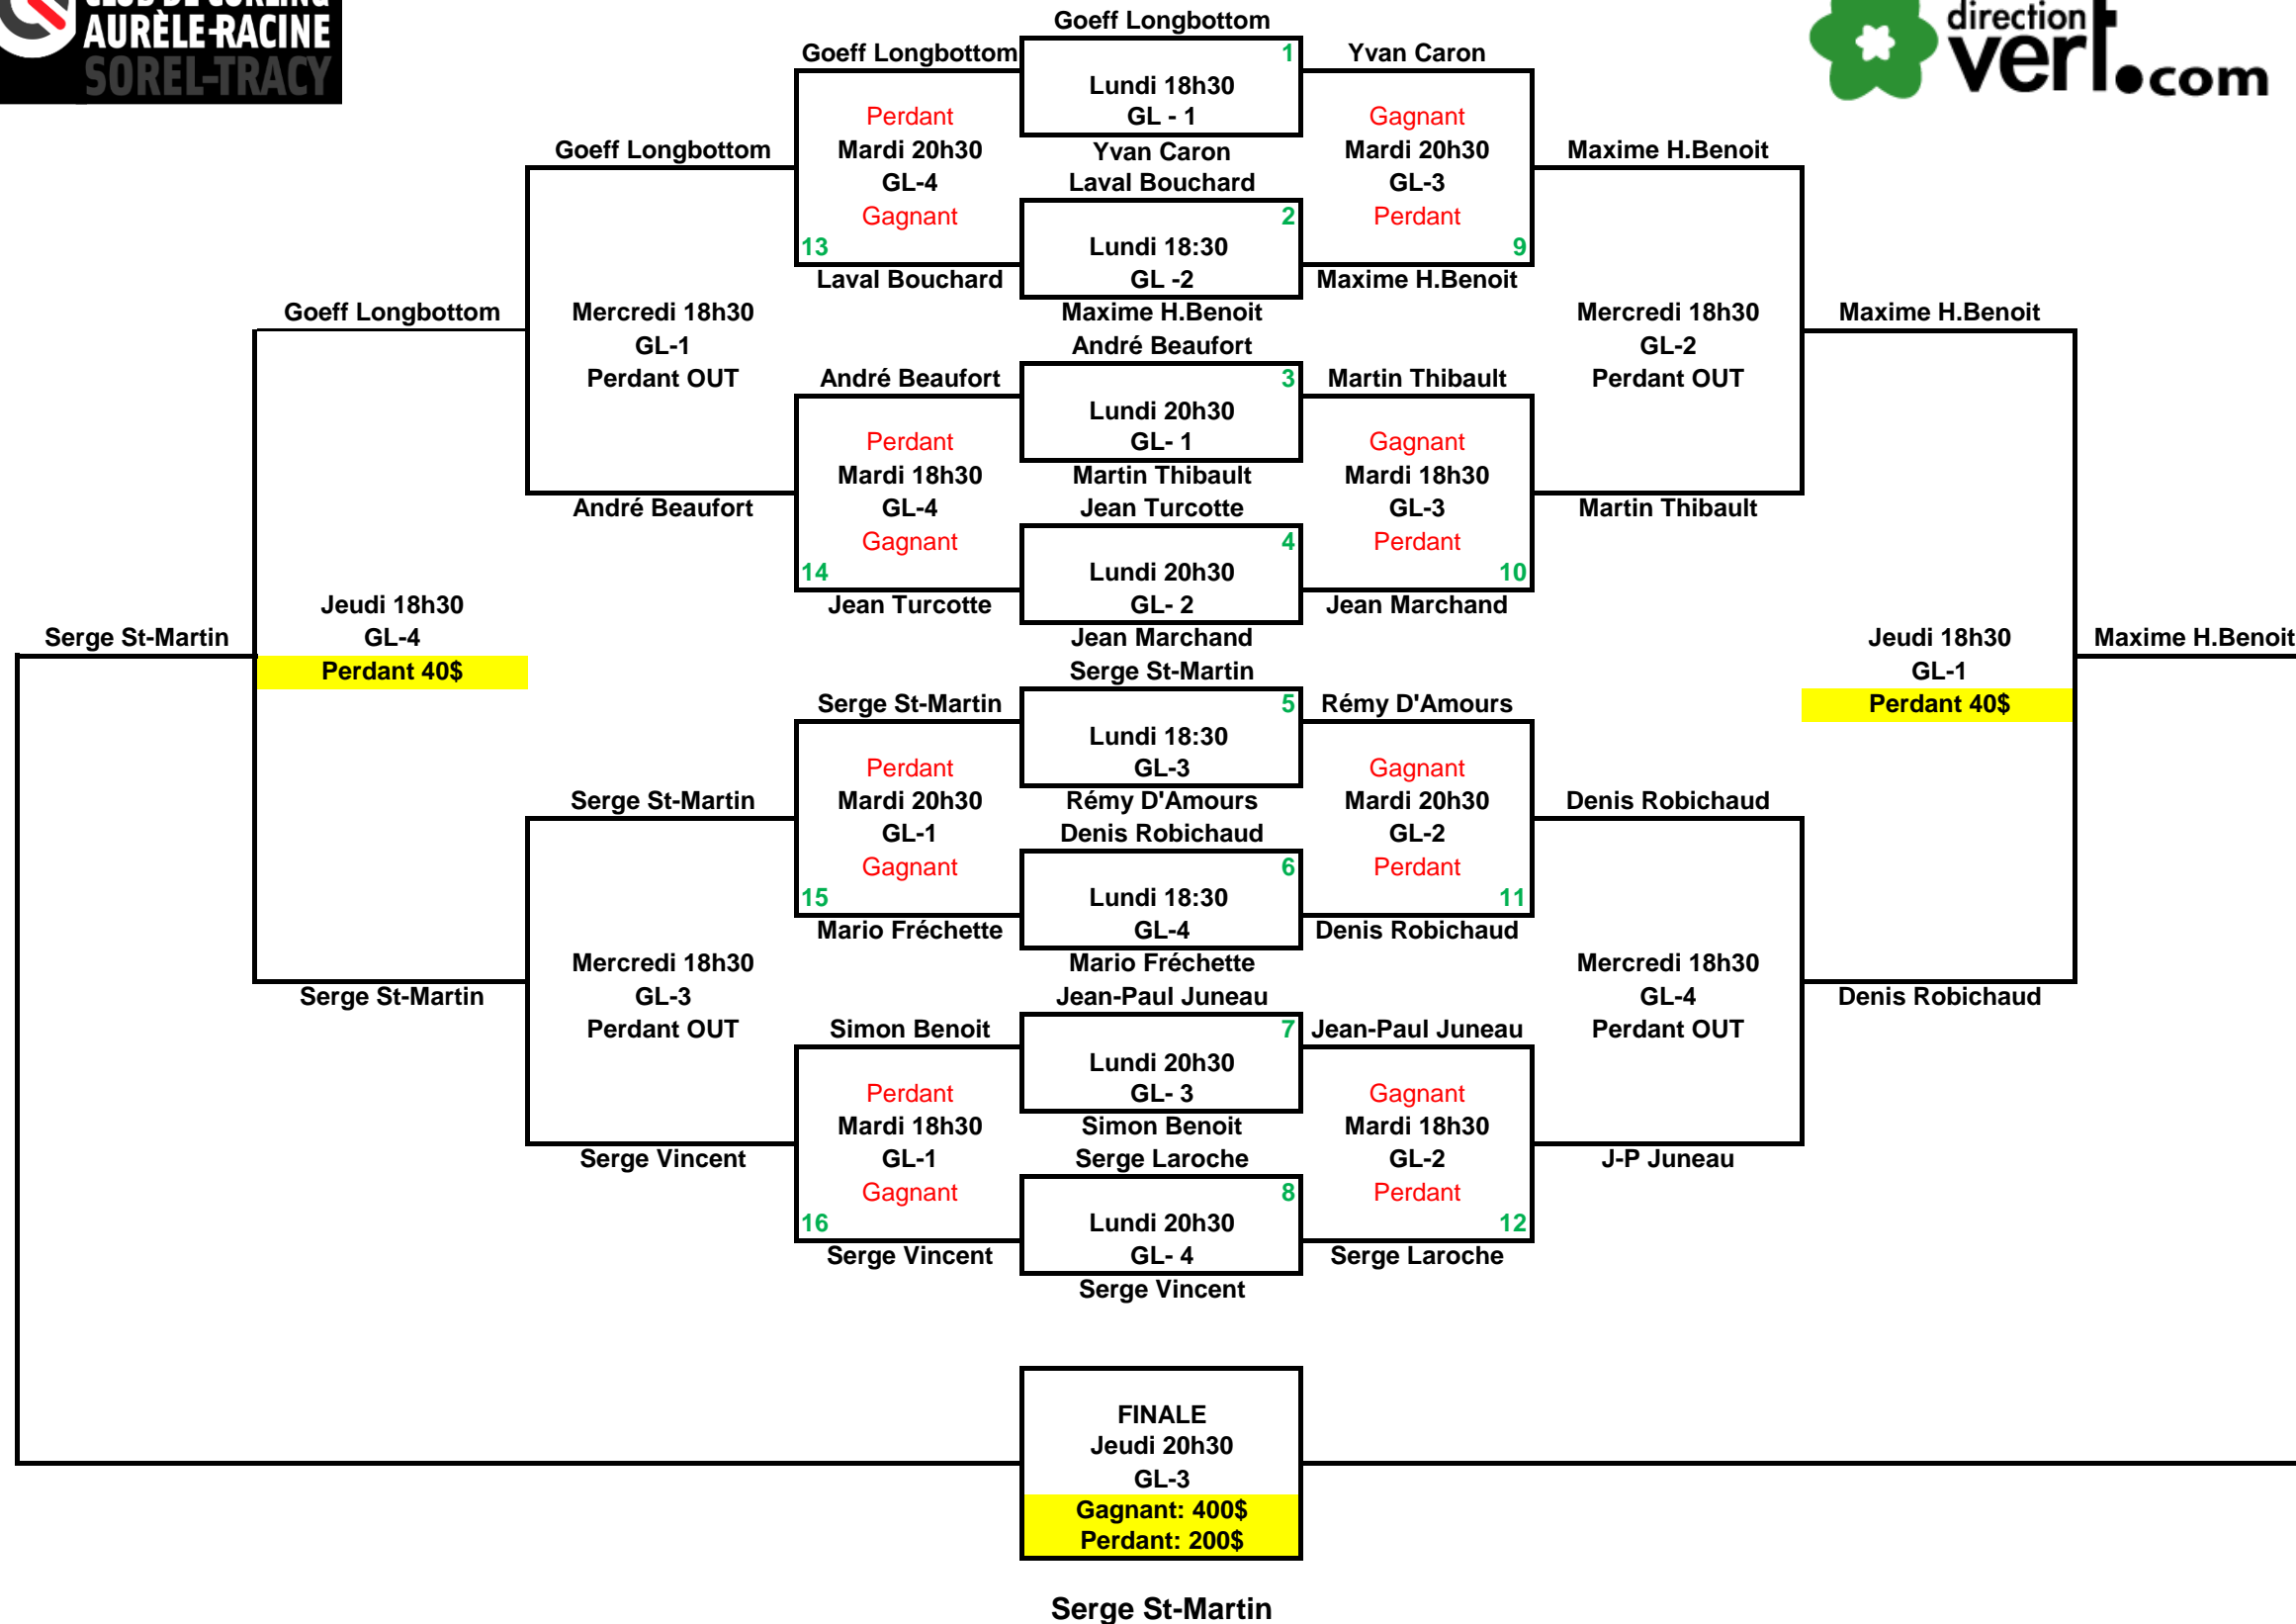 CLUB DE CURLING
AURÈLE-RACINE
SOREL-TRACY
direction
vert.com
Goeff Longbottom
Goeff Longbottom
1
Yvan Caron
Lundi 18h30
Perdant
GL - 1
Gagnant
Goeff Longbottom
Mardi 20h30
Yvan Caron
Mardi 20h30
Maxime H.Benoit
GL-4
Laval Bouchard
GL-3
Gagnant
2
Perdant
13
Lundi 18:30
9
Laval Bouchard
GL -2
Maxime H.Benoit
Goeff Longbottom
Mercredi 18h30
Maxime H.Benoit
Mercredi 18h30
Maxime H.Benoit
GL-1
André Beaufort
GL-2
Perdant OUT
André Beaufort
3
Martin Thibault
Perdant OUT
Lundi 20h30
Perdant
GL- 1
Gagnant
Mardi 18h30
Martin Thibault
Mardi 18h30
André Beaufort
GL-4
Jean Turcotte
GL-3
Martin Thibault
Gagnant
4
Perdant
14
Lundi 20h30
10
Jeudi 18h30
Jean Turcotte
GL- 2
Jean Marchand
Serge St-Martin
GL-4
Jean Marchand
Jeudi 18h30
Maxime H.Benoit
Perdant 40$
Serge St-Martin
GL-1
Serge St-Martin
5
Rémy D'Amours
Perdant 40$
Lundi 18:30
Perdant
GL-3
Gagnant
Serge St-Martin
Mardi 20h30
Rémy D'Amours
Mardi 20h30
Denis Robichaud
GL-1
Denis Robichaud
GL-2
Gagnant
6
Perdant
15
Lundi 18:30
11
Mario Fréchette
GL-4
Denis Robichaud
Mercredi 18h30
Mario Fréchette
Mercredi 18h30
Serge St-Martin
GL-3
Jean-Paul Juneau
GL-4
Denis Robichaud
Perdant OUT
Simon Benoit
7
Jean-Paul Juneau
Perdant OUT
Lundi 20h30
Perdant
GL- 3
Gagnant
Mardi 18h30
Simon Benoit
Mardi 18h30
Serge Vincent
GL-1
Serge Laroche
GL-2
J-P Juneau
Gagnant
8
Perdant
16
Lundi 20h30
12
Serge Vincent
GL- 4
Serge Laroche
Serge Vincent
FINALE
Jeudi 20h30
GL-3
Gagnant: 400$
Perdant: 200$
Serge St-Martin